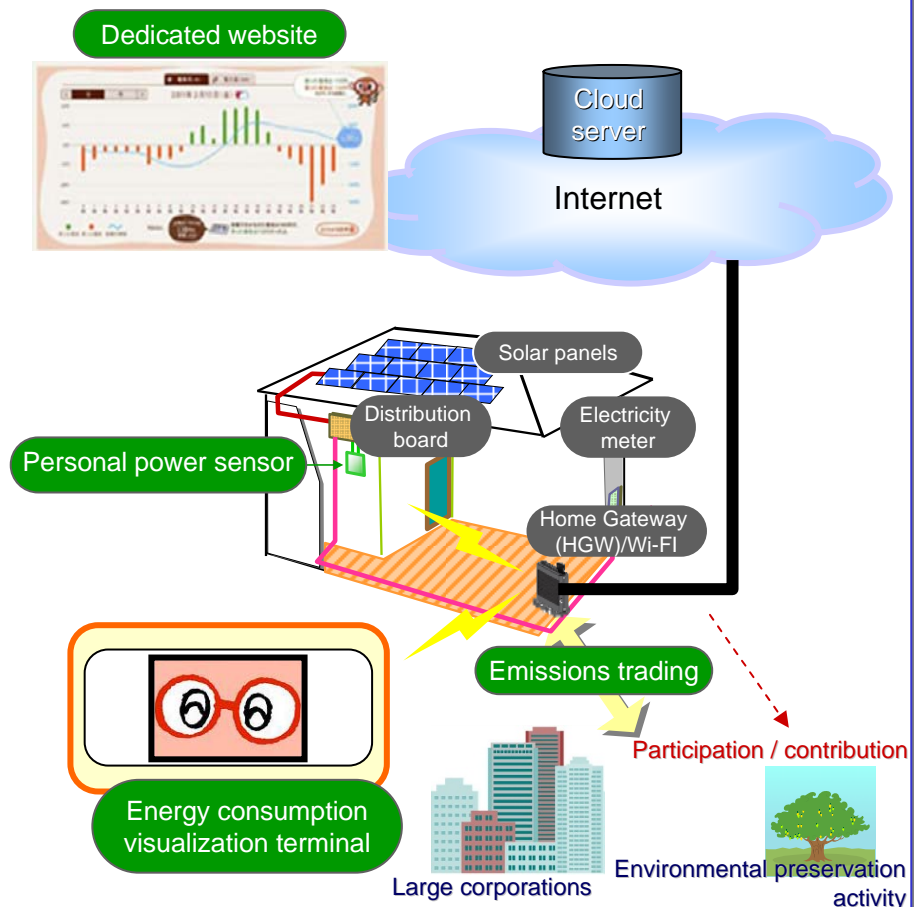 Dedicated website
Cloud
server
Internet
Solar panels
Distribution
board
Electricity
meter
Personal power sensor
Home Gateway
(HGW)/Wi-FI
Emissions trading
Participation / contribution
Energy consumption
visualization terminal
Large corporations
Environmental preservation
activity